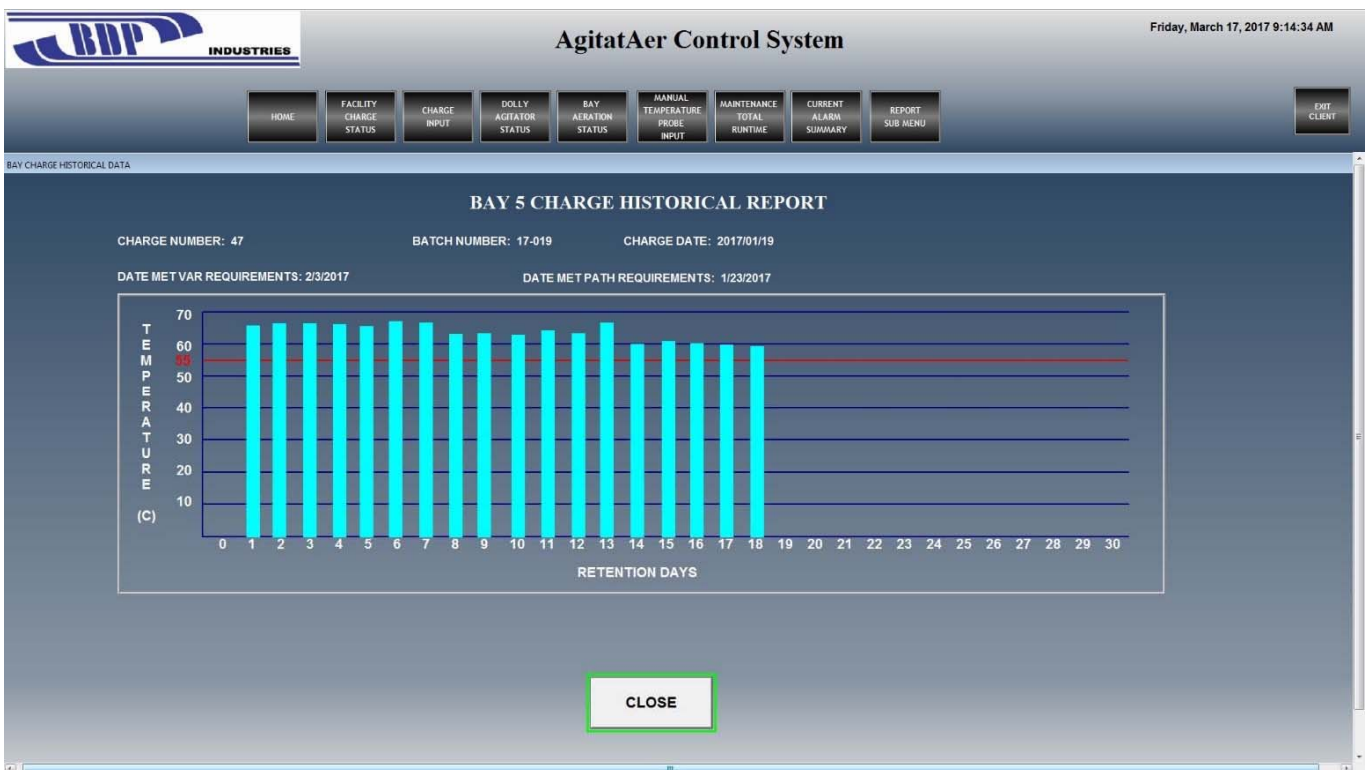 BDP INDUSTRIES
AgitatAer Control System
Friday, March 17, 2017 9:14:34 AM
HOME
FACILITY
CHARGE
STATUS
CHARGE
INPUT
DOLLY
AGITATOR
STATUS
BAY
AERATION
STATUS
MANUAL
TEMPERATURE
PROBE
INPUT
MAINTENANCE
TOTAL
RUNTIME
CURRENT
ALARM
SUMMARY
REPORT
SUB MENU
EXIT
CLIENT
BAY CHARGE HISTORICAL DATA
BAY 5 CHARGE HISTORICAL REPORT
CHARGE NUMBER: 47 BATCH NUMBER: 17-019 CHARGE DATE: 2017/01/19
DATE MET VAR REQUIREMENTS: 2/3/2017 DATE MET PATH REQUIREMENTS: 1/23/2017
TEMPERATURE
(C)
70
60
55
50
40
30
20
10
0 1 2 3 4 5 6 7 8 9 10 11 12 13 14 15 16 17 18 19 20 21 22 23 24 25 26 27 28 29 30
RETENTION DAYS
CLOSE